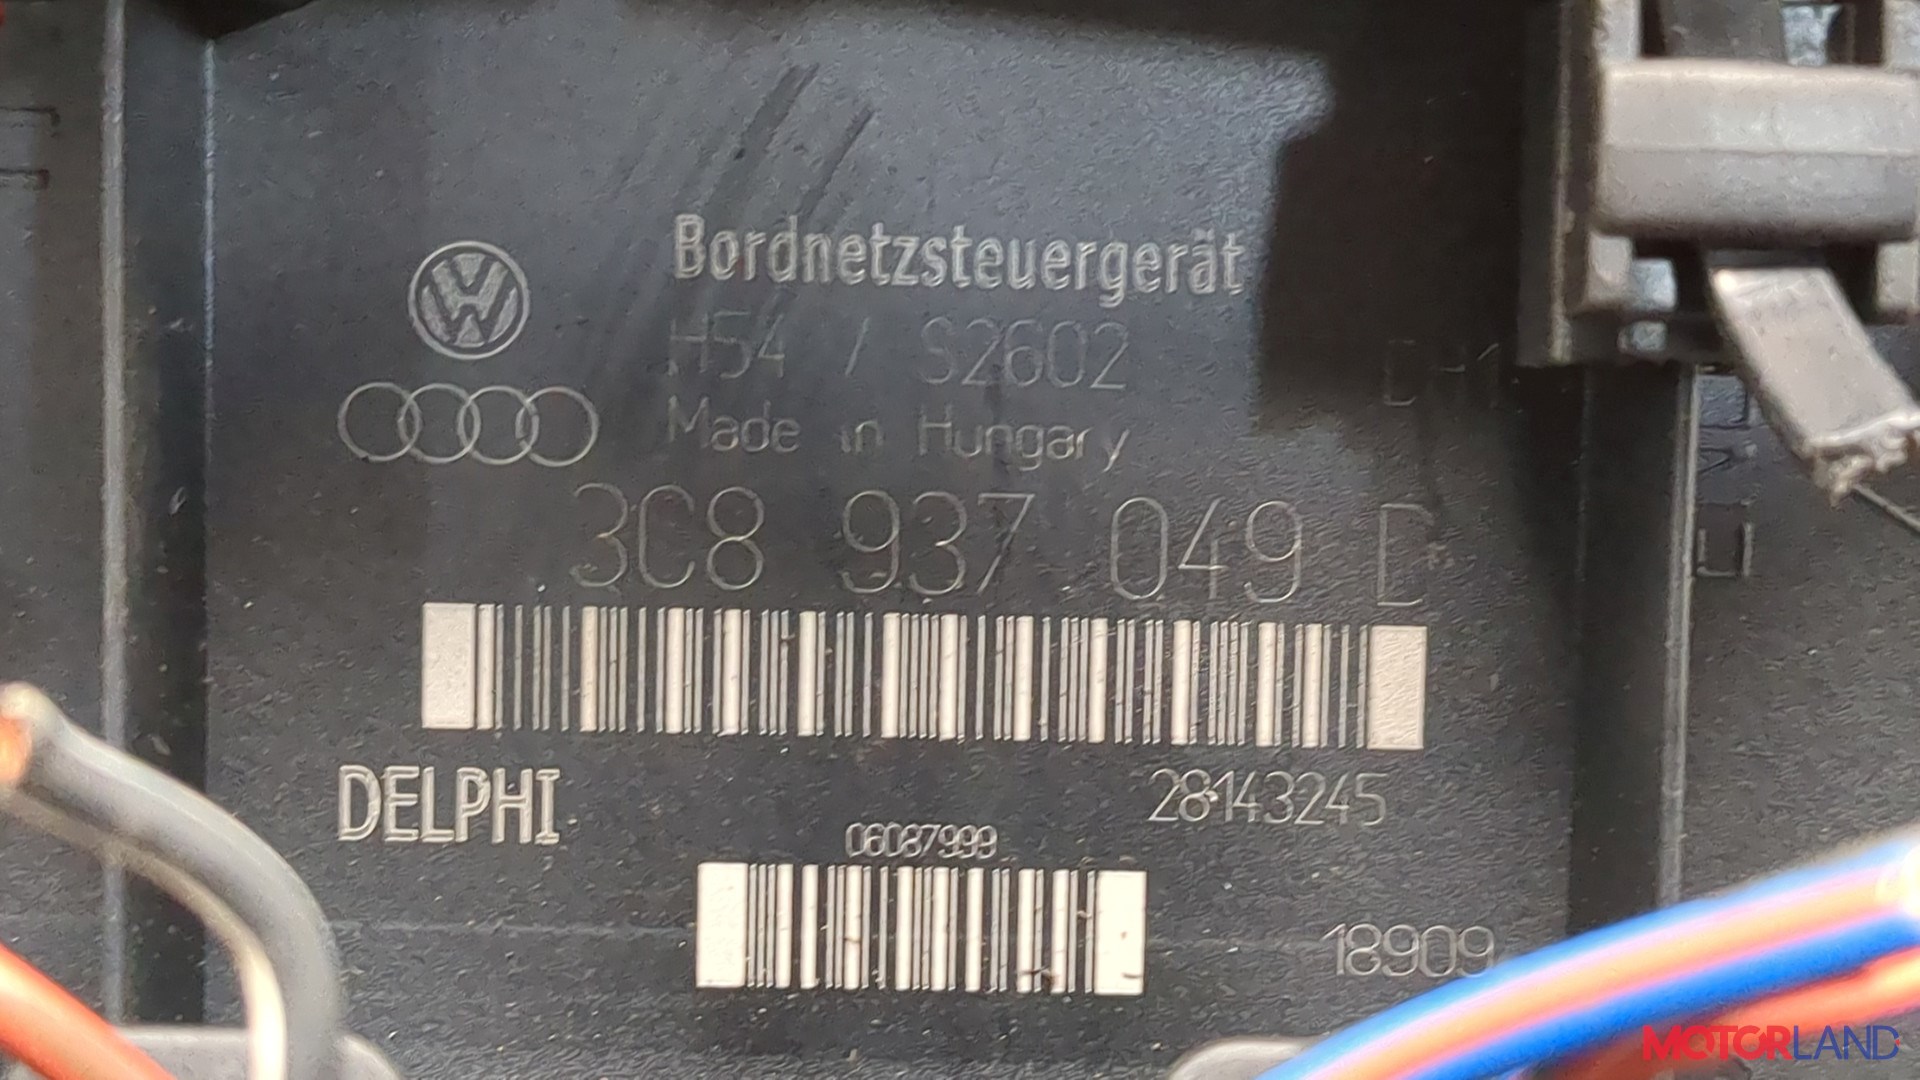 Bordnetzsteuergerät
H54 / S2602
Made in Hungary
3C8 937 049
DELPHI
28143245
06087999
18909
MOTORLAND